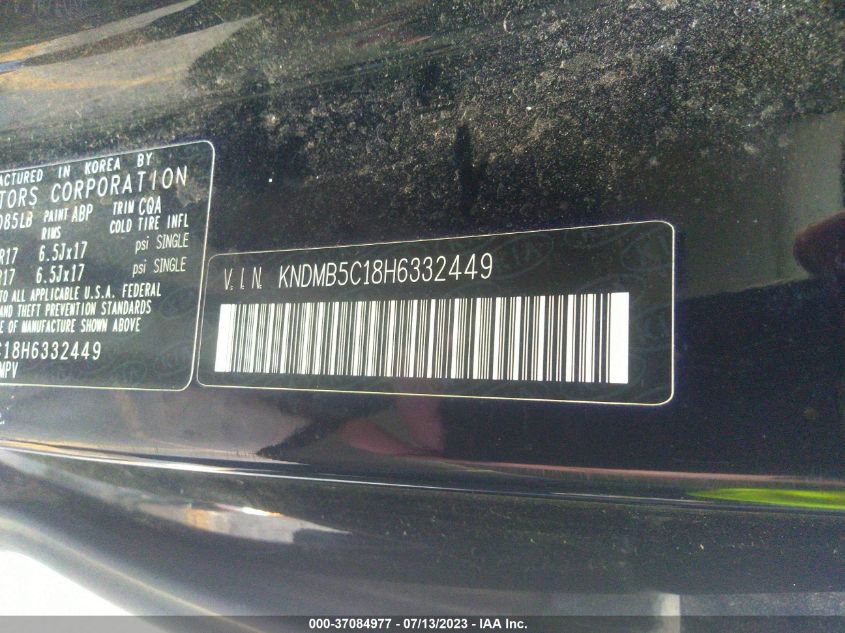 ACTURED IN KOREA BY
TORS CORPORATION
085LB PAINT ABP TRIM CQA
RIMS COLD TIRE INFL
R17 6.5Jx17 psi SINGLE
R17 6.5Jx17 psi SINGLE
TO ALL APPLICABLE U.S.A. FEDERAL
AND THEFT PREVENTION STANDARDS
MANUFACTURE SHOWN ABOVE
C18H6332449
MPV
V.I.N. KNDMB5C18H6332449
000-37084977 - 07/13/2023 - IAA Inc.